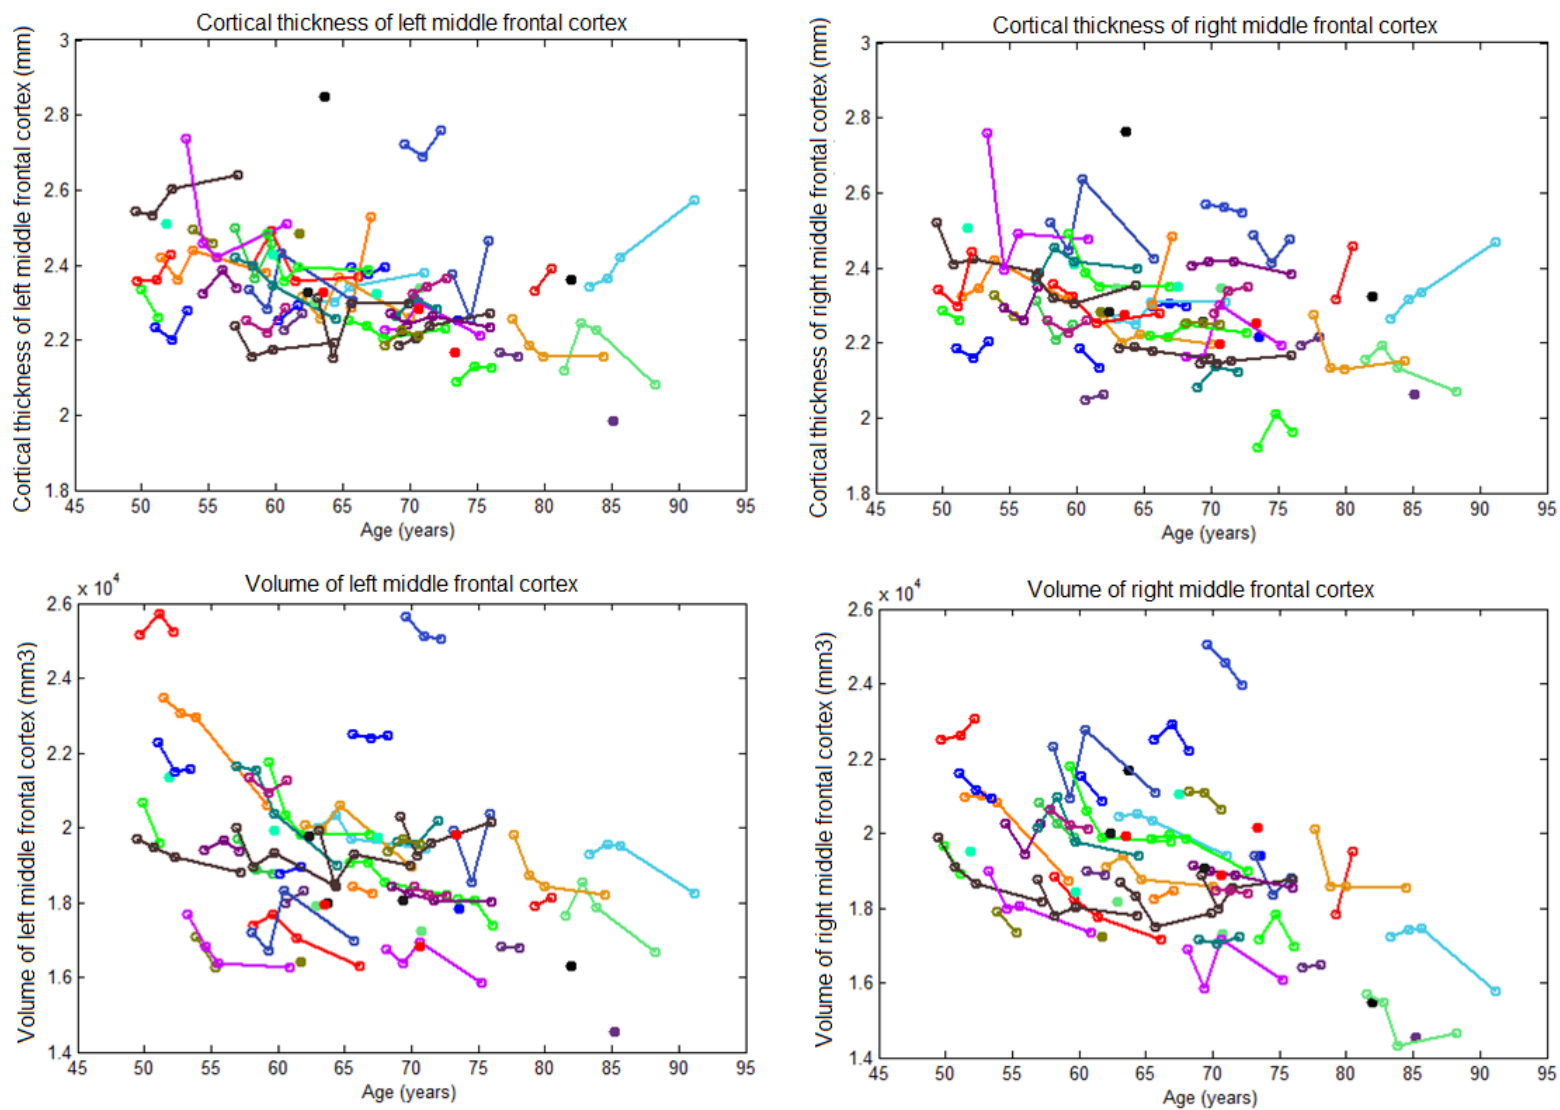 Cortical thickness of left middle frontal cortex
Cortical thickness of left middle frontal cortex (mm)
3
2.8
2.6
2.4
2.2
2
1.8
45 50 55 60 65 70 75 80 85 90 95
Age (years)
Cortical thickness of right middle frontal cortex
Cortical thickness of right middle frontal cortex (mm)
3
2.8
2.6
2.4
2.2
2
1.8
45 50 55 60 65 70 75 80 85 90 95
Age (years)
Volume of left middle frontal cortex
x 10^4
Volume of left middle frontal cortex (mm3)
2.6
2.4
2.2
2.0
1.8
1.6
1.4
45 50 55 60 65 70 75 80 85 90 95
Age (years)
Volume of right middle frontal cortex
x 10^4
Volume of right middle frontal cortex (mm3)
2.6
2.4
2.2
2.0
1.8
1.6
1.4
45 50 55 60 65 70 75 80 85 90 95
Age (years)